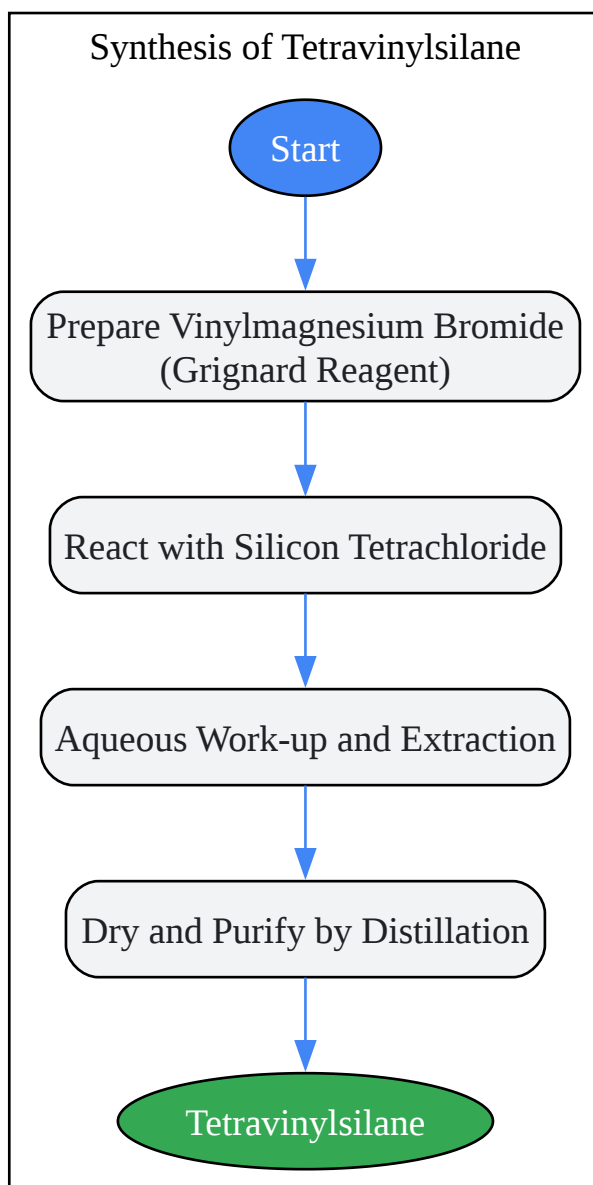 Synthesis of Tetravinylsilane
Start
Prepare Vinylmagnesium Bromide
(Grignard Reagent)
React with Silicon Tetrachloride
Aqueous Work-up and Extraction
Dry and Purify by Distillation
Tetravinylsilane